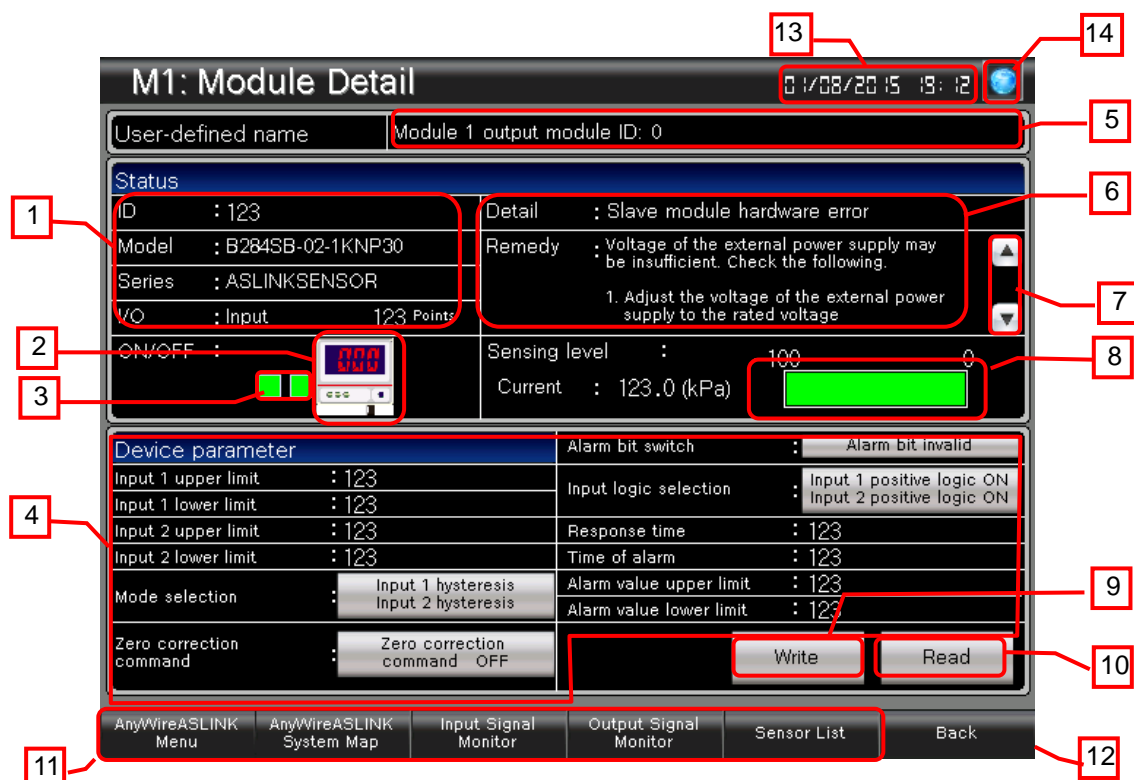 13
14
M1: Module Detail
01/08/2015 19:12
User-defined name
Module 1 output module ID: 0
5
Status
6
1
ID : 123
Detail : Slave module hardware error
Model : B284SB-02-1KNP30
Remedy : Voltage of the external power supply may
be insufficient. Check the following.
Series : ASLINKSENSOR
1. Adjust the voltage of the external power
supply to the rated voltage
7
I/O : Input 123 Points
2
ON/OFF :
000
Sensing level :
100 0
8
3
Current : 123.0 (kPa)
Device parameter
Alarm bit switch : Alarm bit invalid
Input 1 upper limit : 123
Input logic selection : Input 1 positive logic ON
Input 2 positive logic ON
Input 1 lower limit : 123
4
Input 2 upper limit : 123
Response time : 123
Input 2 lower limit : 123
Time of alarm : 123
Mode selection : Input 1 hysteresis
Input 2 hysteresis
Alarm value upper limit : 123
9
Alarm value lower limit : 123
Zero correction
command : Zero correction
command OFF
Write
Read
10
AnyWireASLINK
Menu
AnyWireASLINK
System Map
Input Signal
Monitor
Output Signal
Monitor
Sensor List
Back
11
12